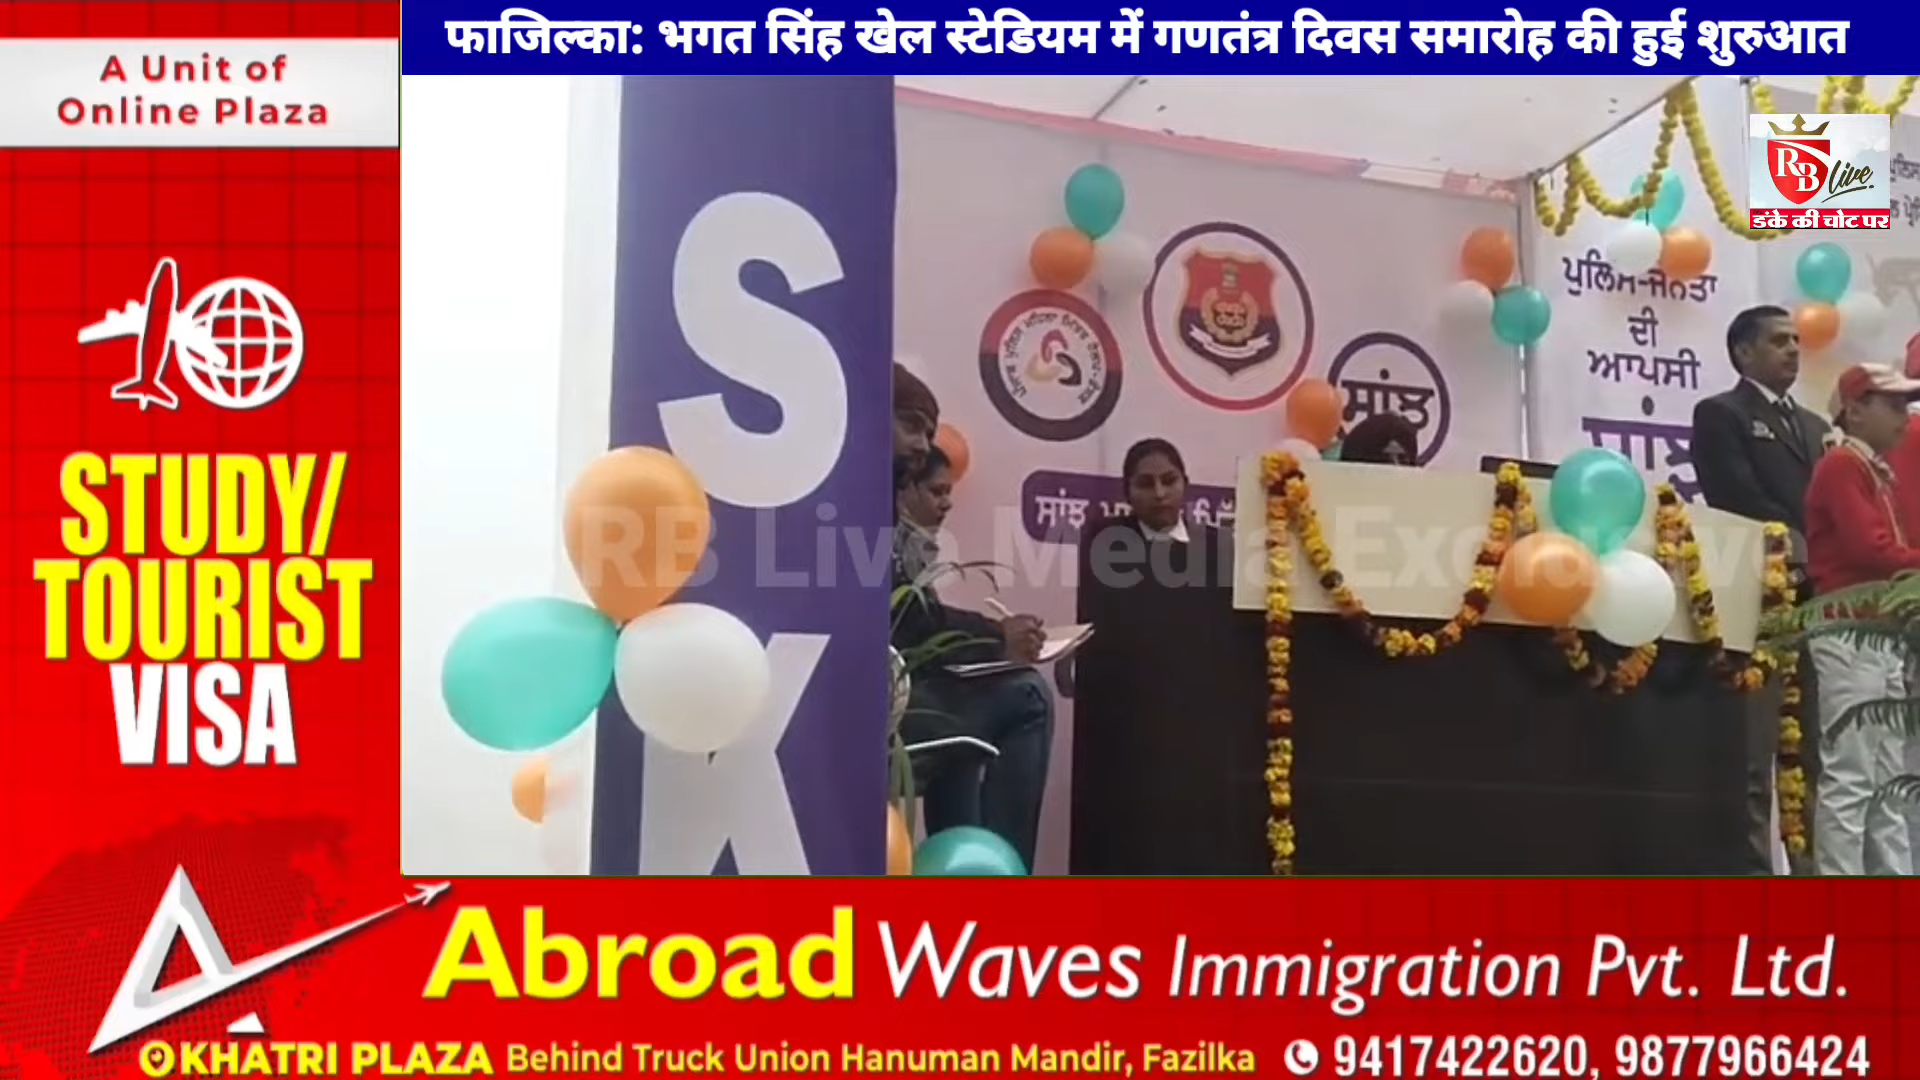 फाजिल्का: भगत सिंह खेल स्टेडियम में गणतंत्र दिवस समारोह की हुई शुरुआत
A Unit of
Online Plaza
RB live
डंके की चोट पर
S
K
ਸਾਂਝ
ਪੁਲਿਸ-ਜਨਤਾ
ਦੀ
ਆਪਸੀ
ਸਾਂਝ
ਸਾਂਝ
RB Live Media Exclusive
STUDY/
TOURIST
VISA
Abroad Waves Immigration Pvt. Ltd.
KHATRI PLAZA Behind Truck Union Hanuman Mandir, Fazilka 9417422620, 9877966424